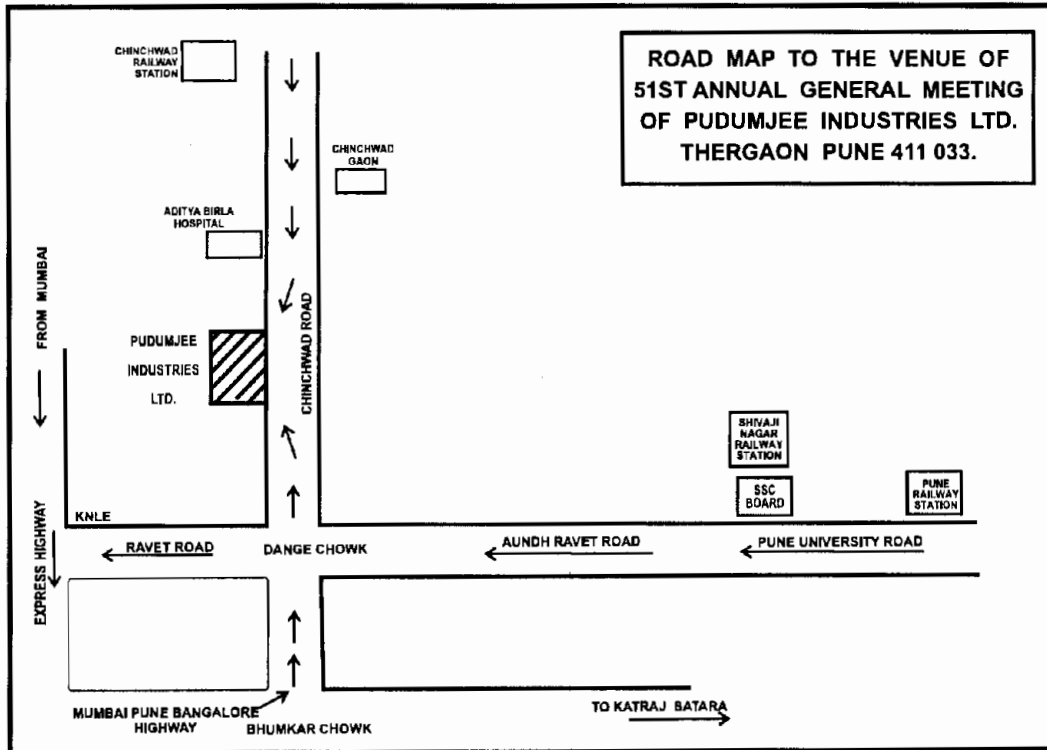 CHINCHWAD
RAILWAY
STATION
ROAD MAP TO THE VENUE OF
51ST ANNUAL GENERAL MEETING
OF PUDUMJEE INDUSTRIES LTD.
THERGAON PUNE 411 033.
CHINCHWAD
GAON
ADITYA BIRLA
HOSPITAL
FROM MUMBAI
PUDUMJEE
INDUSTRIES
LTD.
CHINCHWAD ROAD
SHIVAJI
NAGAR
RAILWAY
STATION
SSC
BOARD
PUNE
RAILWAY
STATION
KNLE
EXPRESS HIGHWAY
RAVET ROAD
DANGE CHOWK
AUNDH RAVET ROAD
PUNE UNIVERSITY ROAD
MUMBAI PUNE BANGALORE
HIGHWAY
BHUMKAR CHOWK
TO KATRAJ BATARA